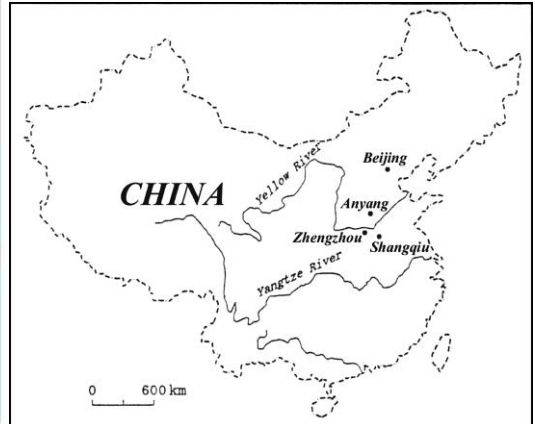 Beijing
Yellow River
CHINA
Anyang
Zhengzhou
Shangqiu
Yangtze River
0 600 km